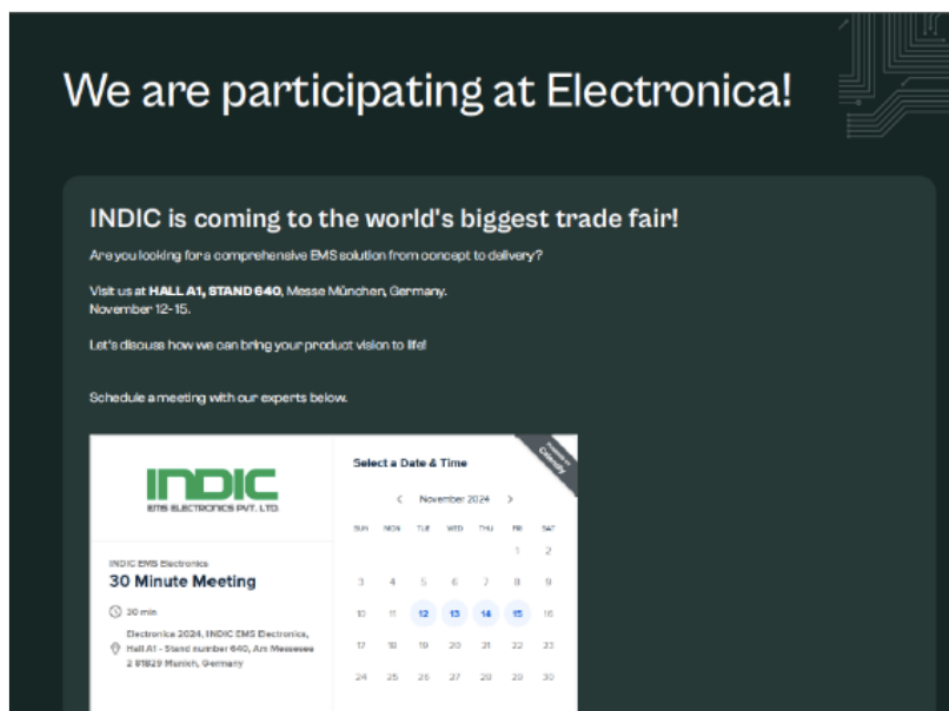 We are participating at Electronica!
INDIC is coming to the world's biggest trade fair!
Are you looking for a comprehensive EMS solution from concept to delivery?
Visit us at HALL A1, STAND 640, Messe München, Germany.
November 12-15.
Let's discuss how we can bring your product vision to life!
Schedule a meeting with our experts below.
INDIC
EMS ELECTRONICS PVT. LTD.
INDIC EMS Electronics
30 Minute Meeting
30 min
Electronica 2024, INDIC EMS Electronics,
Hall A1 - Stand number 640, Am Messesee
2 81829 Munich, Germany
Select a Date & Time
Powered by
Calendly
< November 2024 >
SUN MON TUE WED THU FRI SAT
1 2
3 4 5 6 7 8 9
10 11 12 13 14 15 16
17 18 19 20 21 22 23
24 25 26 27 28 29 30